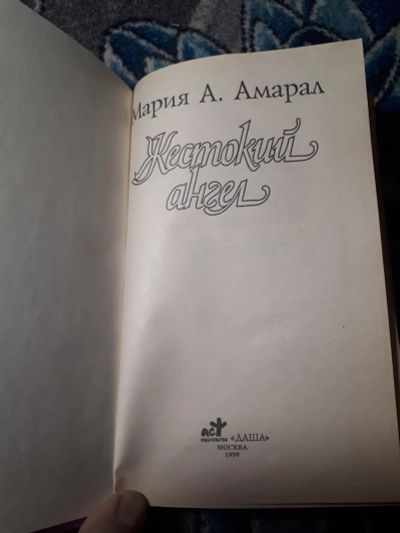 Мария А. Амарал
Жестокий
ангел
аст
издательство «ДАША»
МОСКВА
1999